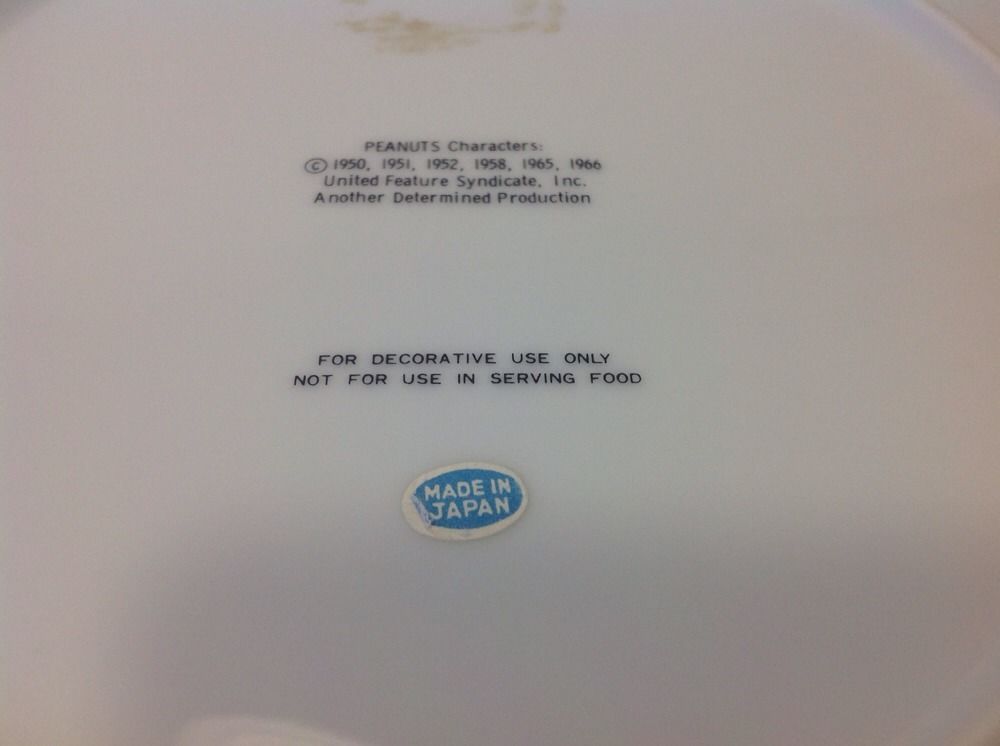 PEANUTS Characters:
© 1950, 1951, 1952, 1958, 1965, 1966
United Feature Syndicate, Inc.
Another Determined Production
FOR DECORATIVE USE ONLY
NOT FOR USE IN SERVING FOOD
MADE IN
JAPAN